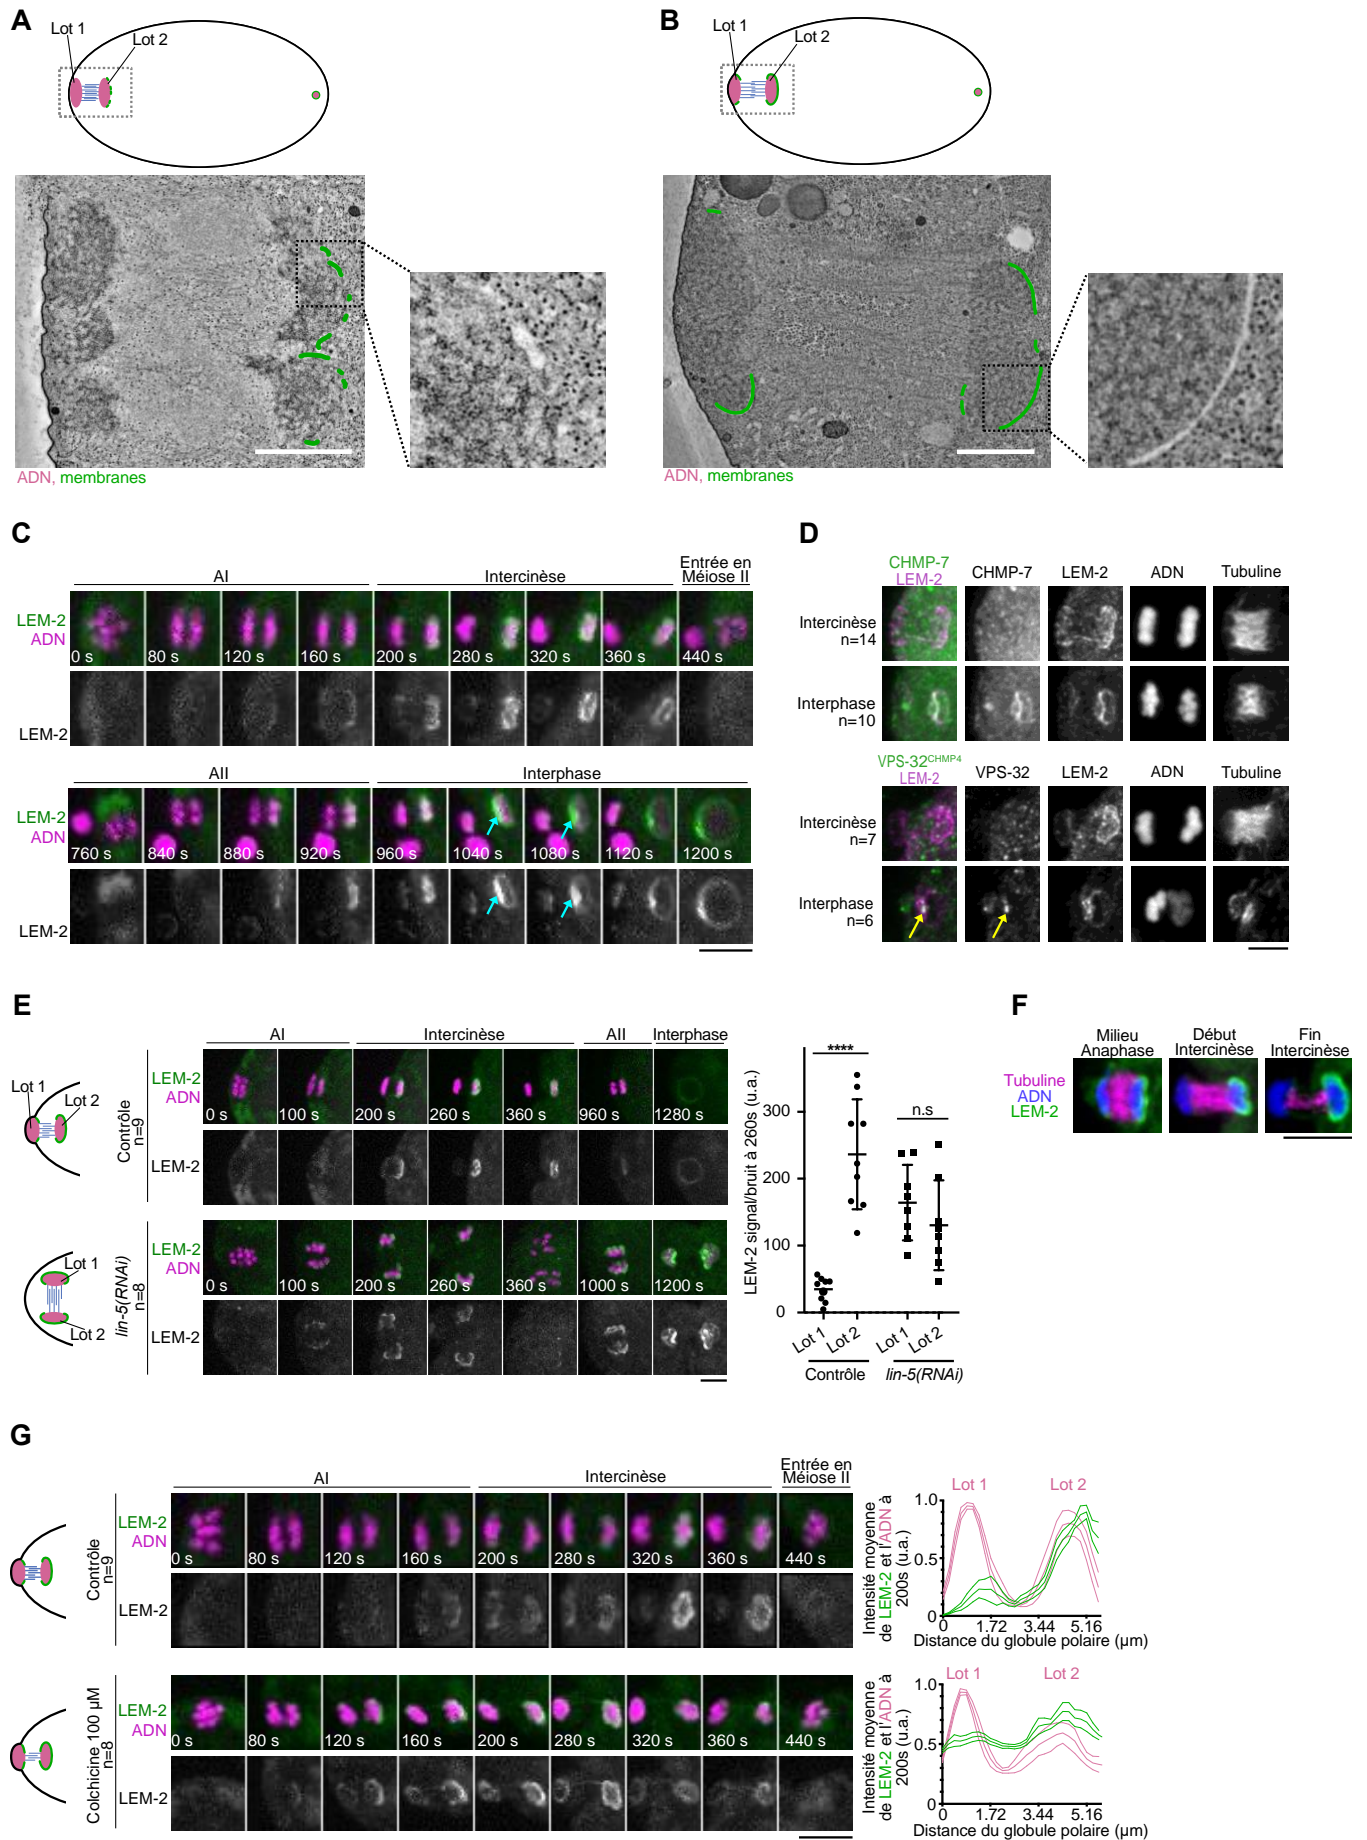 A
Lot 1
Lot 2
ADN, membranes
B
Lot 1
Lot 2
ADN, membranes
C
AI
Intercinèse
Entrée en
Méiose II
LEM-2
ADN
0 s
80 s
120 s
160 s
200 s
280 s
320 s
360 s
440 s
LEM-2
AII
Interphase
LEM-2
ADN
760 s
840 s
880 s
920 s
960 s
1040 s
1080 s
1120 s
1200 s
LEM-2
D
CHMP-7
LEM-2
CHMP-7
LEM-2
ADN
Tubuline
Intercinèse
n=14
Interphase
n=10
VPS-32CHMP4
LEM-2
VPS-32
LEM-2
ADN
Tubuline
Intercinèse
n=7
Interphase
n=6
E
Lot 1
Lot 2
Contrôle
n=9
AI
Intercinèse
AII
Interphase
LEM-2
ADN
0 s
100 s
200 s
260 s
360 s
960 s
1280 s
LEM-2
Lot 1
Lot 2
lin-5(RNAi)
n=8
LEM-2
ADN
0 s
100 s
200 s
260 s
360 s
1000 s
1200 s
LEM-2
LEM-2 signal/bruit à 260s (u.a.)
300
200
100
0
****
n.s
Lot 1
Lot 2
Lot 1
Lot 2
Contrôle
lin-5(RNAi)
F
Milieu
Anaphase
Début
Intercinèse
Fin
Intercinèse
Tubuline
ADN
LEM-2
G
Contrôle
n=9
AI
Intercinèse
Entrée en
Méiose II
LEM-2
ADN
0 s
80 s
120 s
160 s
200 s
280 s
320 s
360 s
440 s
LEM-2
Intensité moyenne
de LEM-2 et l'ADN à
200s (u.a.)
Lot 1
Lot 2
1.0
0.5
0
0
1.72
3.44
5.16
Distance du globule polaire (µm)
Colchicine 100 µM
n=8
LEM-2
ADN
0 s
80 s
120 s
160 s
200 s
280 s
320 s
360 s
440 s
LEM-2
Intensité moyenne
de LEM-2 et l'ADN à
200s (u.a.)
Lot 1
Lot 2
1.0
0.5
0
0
1.72
3.44
5.16
Distance du globule polaire (µm)